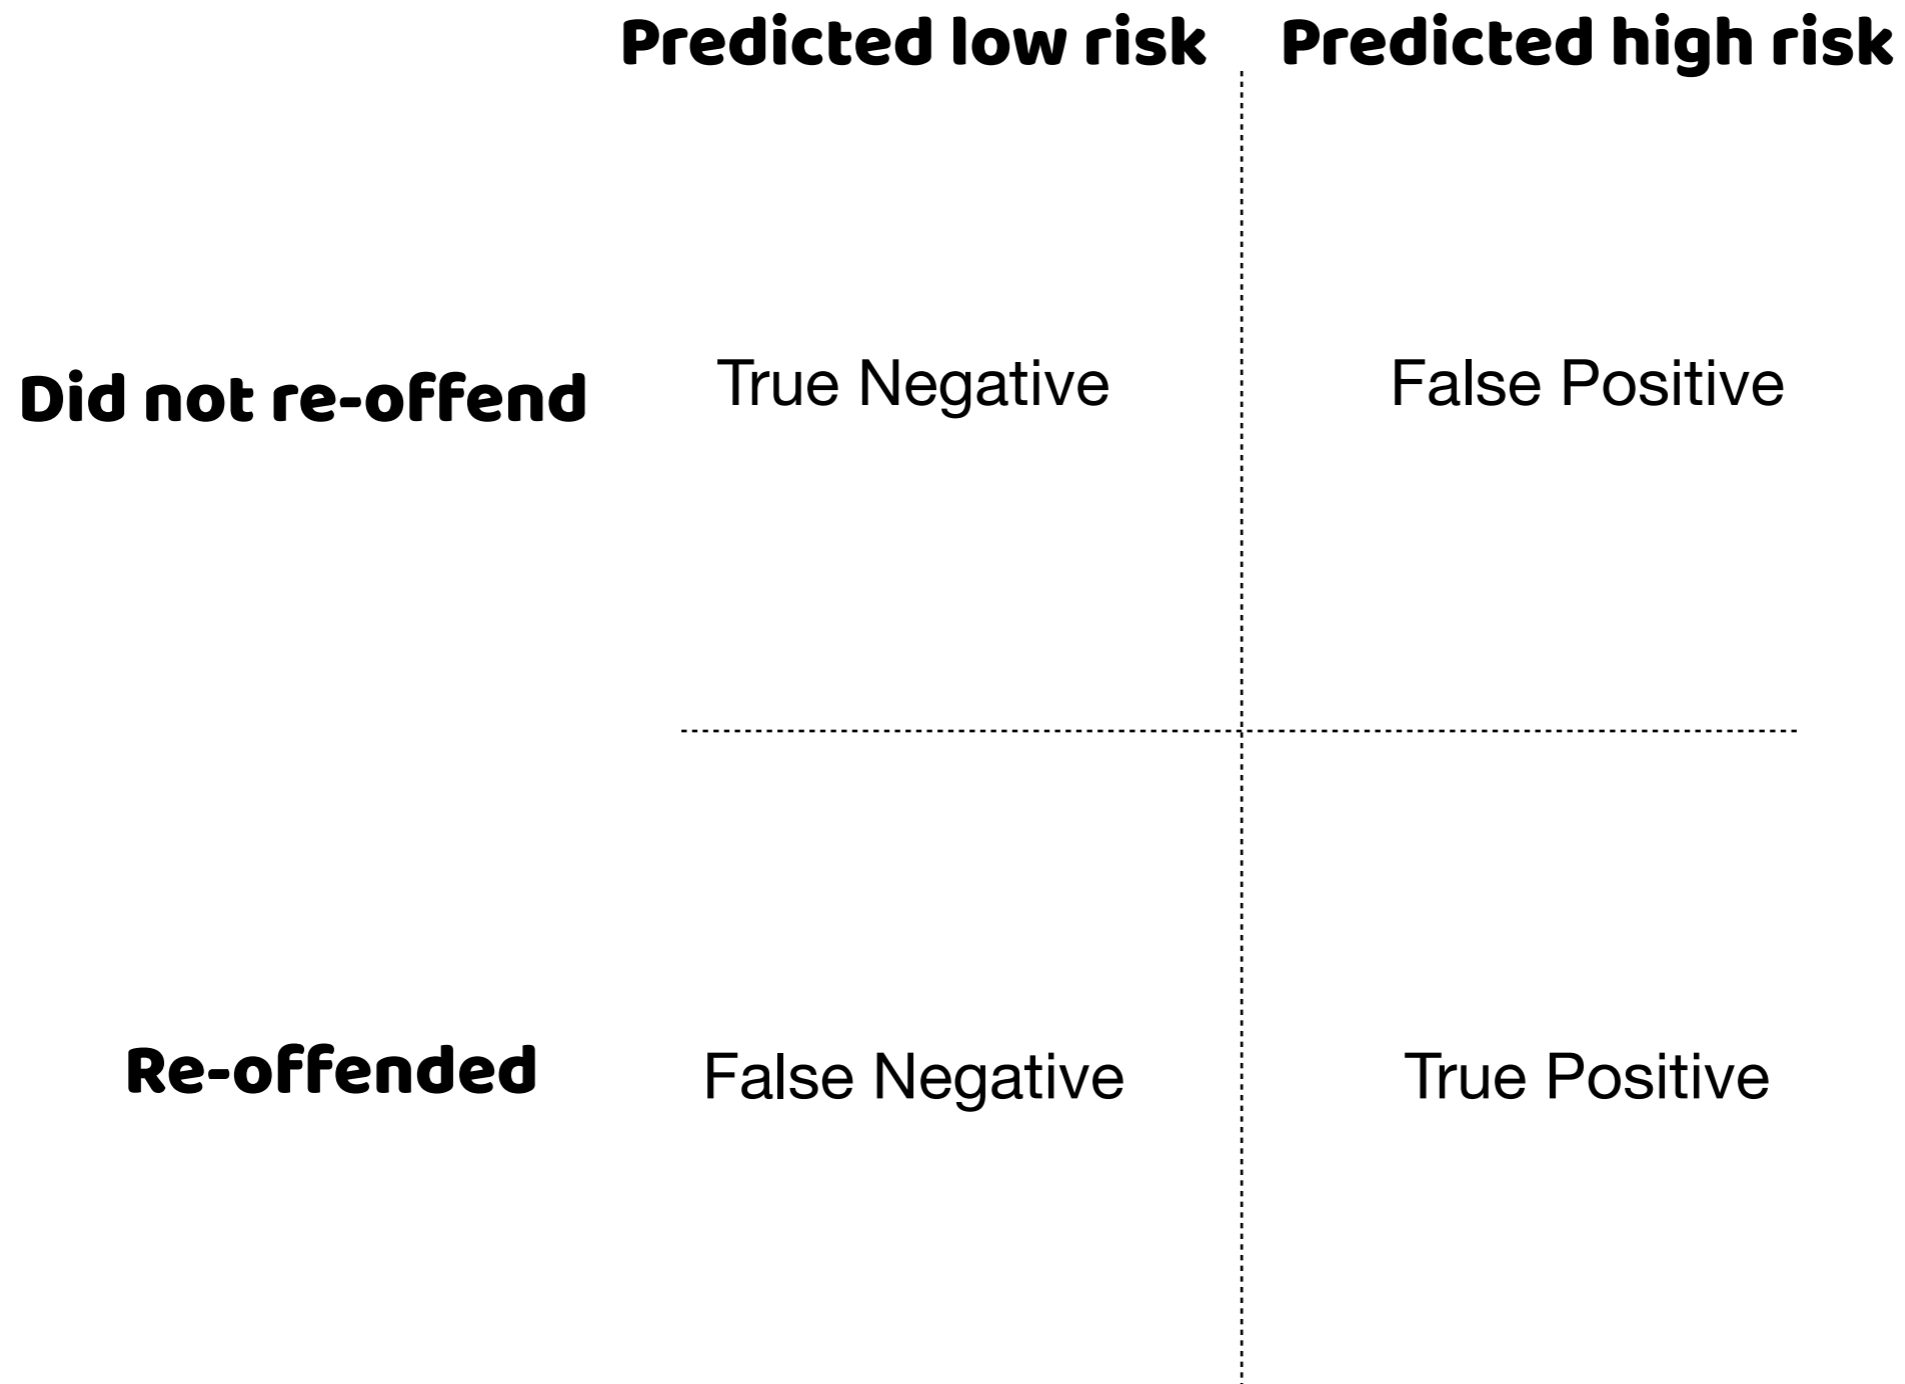 Predicted low risk Predicted high risk
Did not re-offend True Negative False Positive
Re-offended False Negative True Positive